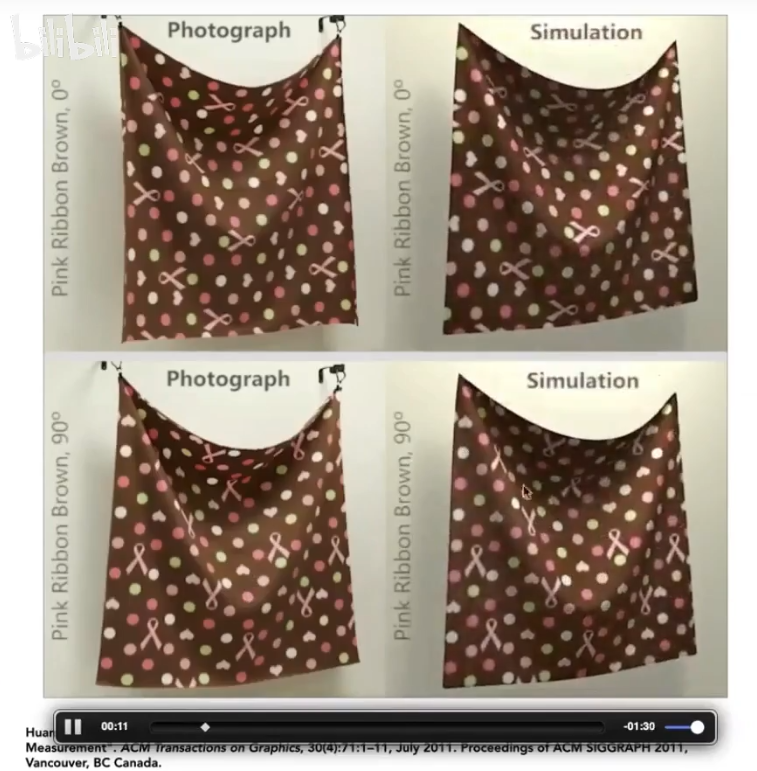 bilibili
Photograph
Simulation
Pink Ribbon Brown, 0º
Pink Ribbon Brown, 0º
Photograph
Simulation
Pink Ribbon Brown, 90º
Pink Ribbon Brown, 90º
00:11
-01:30
Measurement". ACM Transactions on Graphics, 30(4):71:1–11, July 2011. Proceedings of ACM SIGGRAPH 2011,
Vancouver, BC Canada.